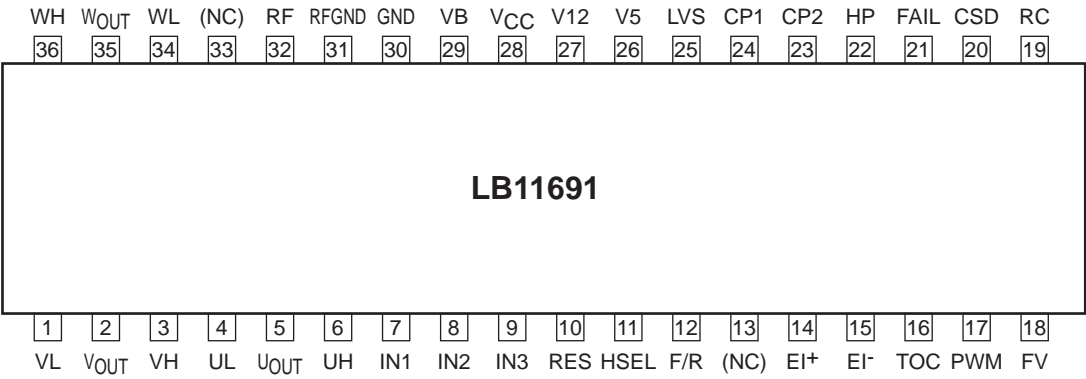 WH WOUT WL (NC) RF RFGND GND VB VCC V12 V5 LVS CP1 CP2 HP FAIL CSD RC
36 35 34 33 32 31 30 29 28 27 26 25 24 23 22 21 20 19
LB11691
1 2 3 4 5 6 7 8 9 10 11 12 13 14 15 16 17 18
VL VOUT VH UL UOUT UH IN1 IN2 IN3 RES HSEL F/R (NC) EI+ EI- TOC PWM FV